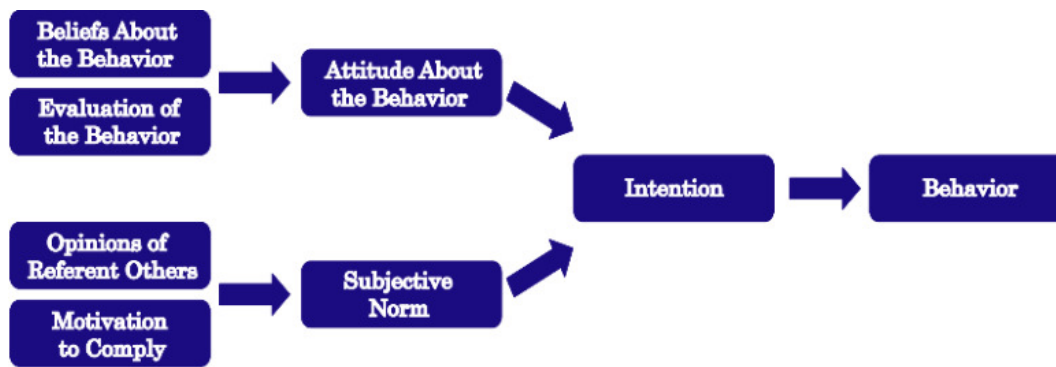 Beliefs About
the Behavior
Evaluation of
the Behavior
Attitude About
the Behavior
Opinions of
Referent Others
Motivation
to Comply
Subjective
Norm
Intention
Behavior